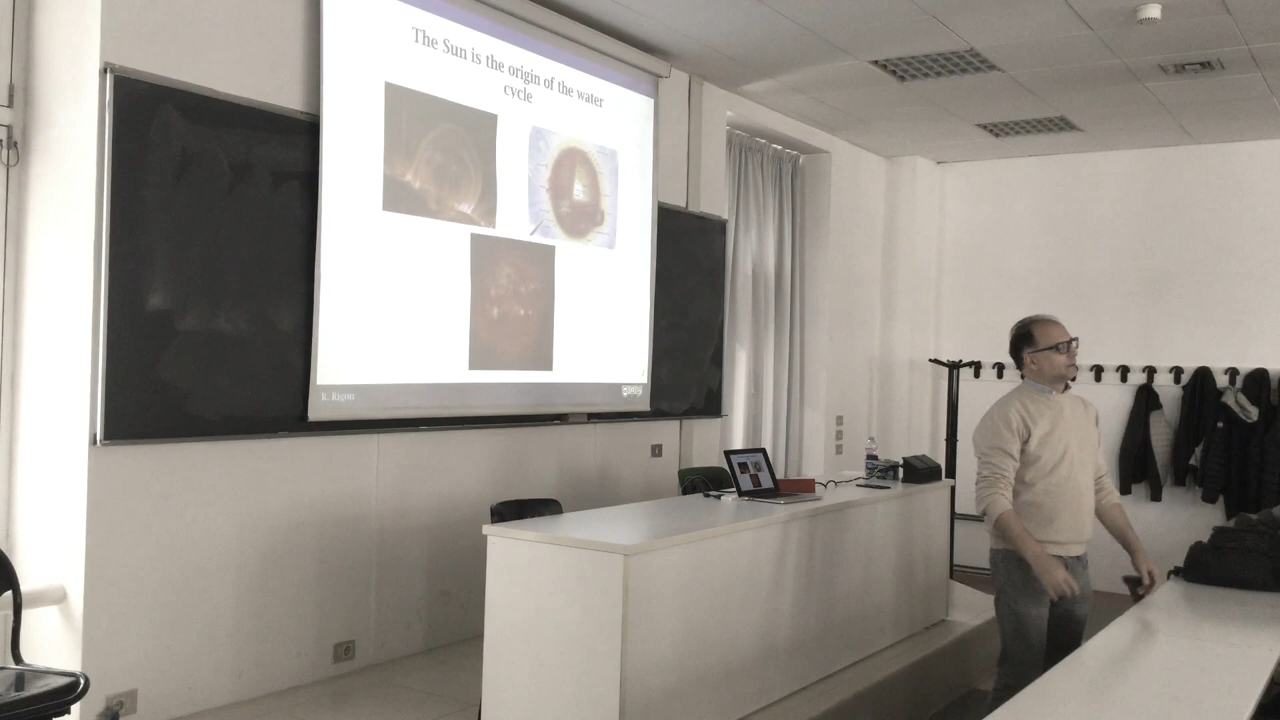 The Sun is the origin of the water
cycle
R. Rigon